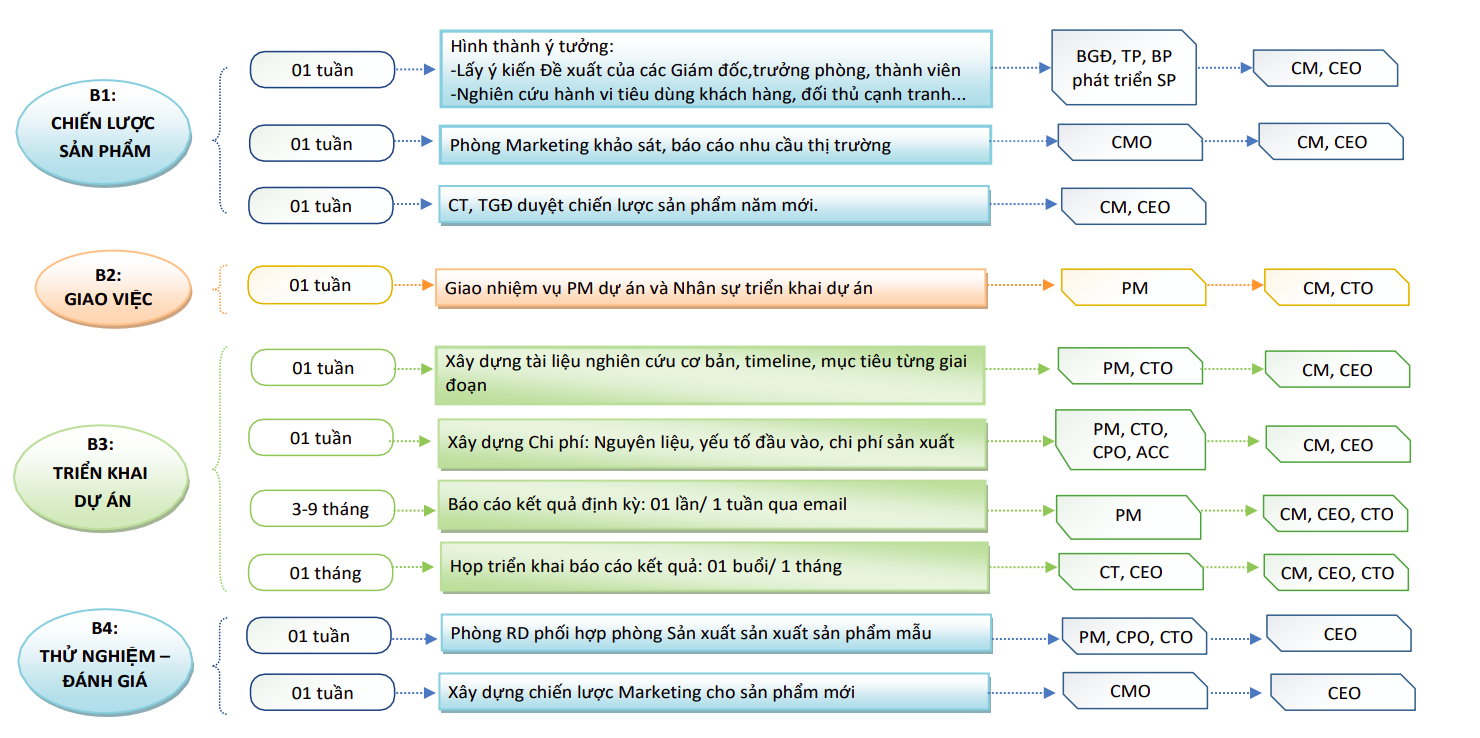 B1:
CHIẾN LƯỢC
SẢN PHẨM
01 tuần
Hình thành ý tưởng:
-Lấy ý kiến Đề xuất của các Giám đốc,trưởng phòng, thành viên
-Nghiên cứu hành vi tiêu dùng khách hàng, đối thủ cạnh tranh...
BGĐ, TP, BP
phát triển SP
CM, CEO
01 tuần
Phòng Marketing khảo sát, báo cáo nhu cầu thị trường
CMO
CM, CEO
01 tuần
CT, TGĐ duyệt chiến lược sản phẩm năm mới.
CM, CEO
B2:
GIAO VIỆC
01 tuần
Giao nhiệm vụ PM dự án và Nhân sự triển khai dự án
PM
CM, CTO
B3:
TRIỂN KHAI
DỰ ÁN
01 tuần
Xây dựng tài liệu nghiên cứu cơ bản, timeline, mục tiêu từng giai
đoạn
PM, CTO
CM, CEO
01 tuần
Xây dựng Chi phí: Nguyên liệu, yếu tố đầu vào, chi phí sản xuất
PM, CTO,
CPO, ACC
CM, CEO
3-9 tháng
Báo cáo kết quả định kỳ: 01 lần/ 1 tuần qua email
PM
CM, CEO, CTO
01 tháng
Họp triển khai báo cáo kết quả: 01 buổi/ 1 tháng
CT, CEO
CM, CEO, CTO
B4:
THỬ NGHIỆM –
ĐÁNH GIÁ
01 tuần
Phòng RD phối hợp phòng Sản xuất sản xuất sản phẩm mẫu
PM, CPO, CTO
CEO
01 tuần
Xây dựng chiến lược Marketing cho sản phẩm mới
CMO
CEO